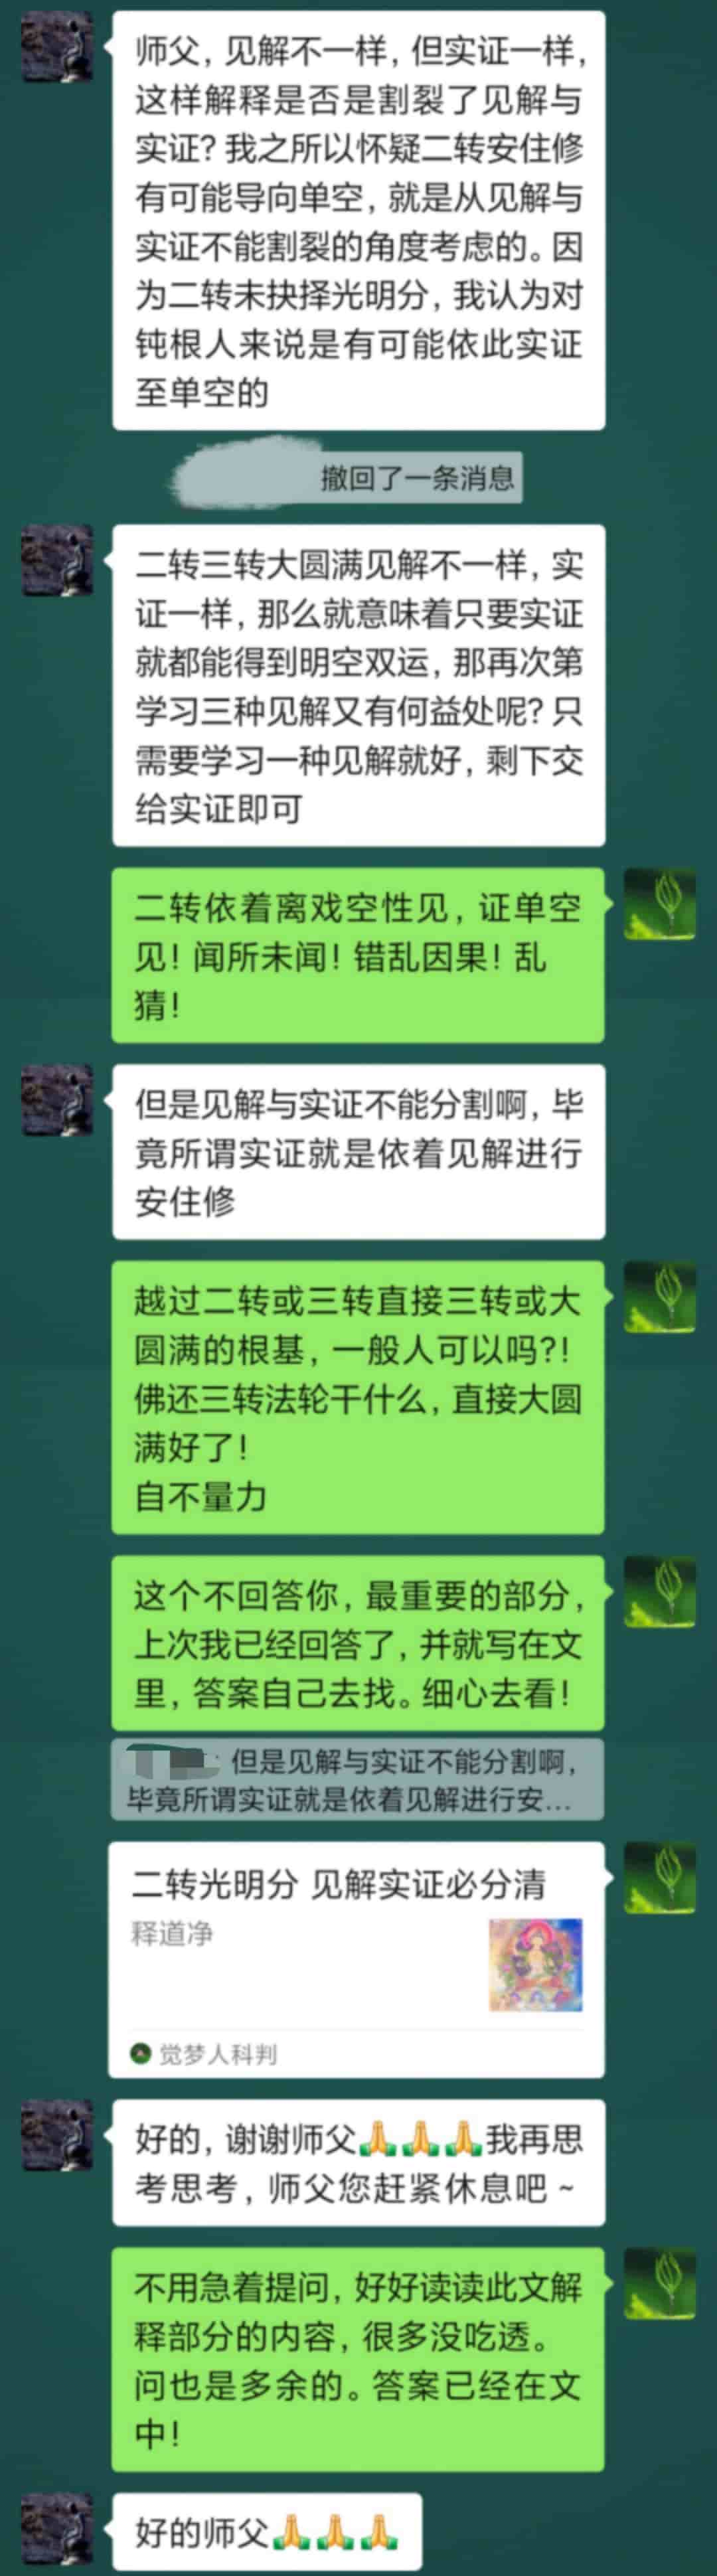 师父，见解不一样，但实证一样，
这样解释是否是割裂了见解与
实证？我之所以怀疑二转安住修
有可能导向单空，就是从见解与
实证不能割裂的角度考虑的。因
为二转未抉择光明分，我认为对
钝根人来说是有可能依此实证
至单空的
撤回了一条消息
二转三转大圆满见解不一样，实
证一样，那么就意味着只要实证
就都能得到明空双运，那再次第
学习三种见解又有何益处呢？只
需要学习一种见解就好，剩下交
给实证即可
二转依着离戏空性见，证单空
见！闻所未闻！错乱因果！乱
猜！
但是见解与实证不能分割啊，毕
竟所谓实证就是依着见解进行
安住修
越过二转或三转直接三转或大
圆满的根基，一般人可以吗？！
佛还三转法轮干什么，直接大圆
满好了！
自不量力
这个不回答你，最重要的部分，
上次我已经回答了，并就写在文
里，答案自己去找。细心去看！
：但是见解与实证不能分割啊，
毕竟所谓实证就是依着见解进行安...
二转光明分 见解实证必分清
释道净
觉梦人科判
好的，谢谢师父🙏🙏🙏我再思
考思考，师父您赶紧休息吧～
不用急着提问，好好读读此文解
释部分的内容，很多没吃透。
问也是多余的。答案已经在文
中！
好的师父🙏🙏🙏